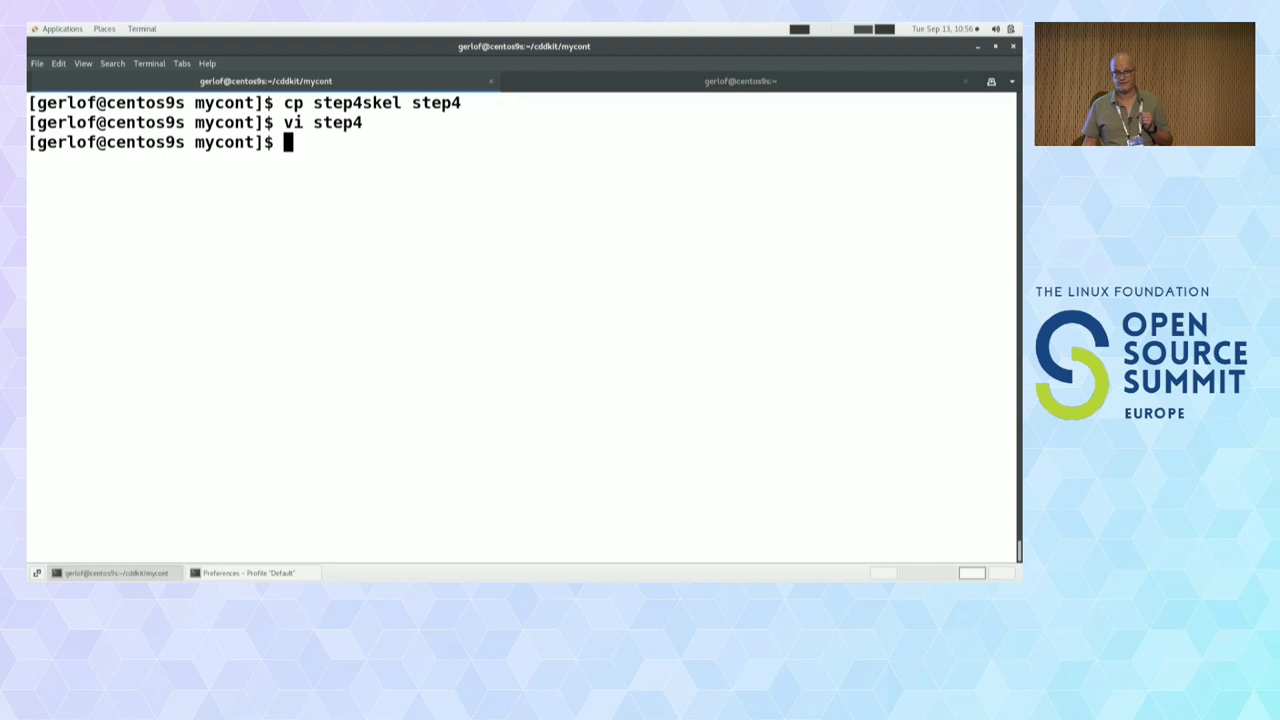 Applications Places Terminal Tue Sep 13, 10:56
gerlof@centos9s:~/cddkit/mycont
File Edit View Search Terminal Tabs Help
gerlof@centos9s:~/cddkit/mycont gerlof@centos9s:~
[gerlof@centos9s mycont]$ cp step4skel step4
[gerlof@centos9s mycont]$ vi step4
[gerlof@centos9s mycont]$
gerlof@centos9s:~/cddkit/mycont Preferences – Profile "Default"
THE LINUX FOUNDATION
OPEN
SOURCE
SUMMIT
EUROPE